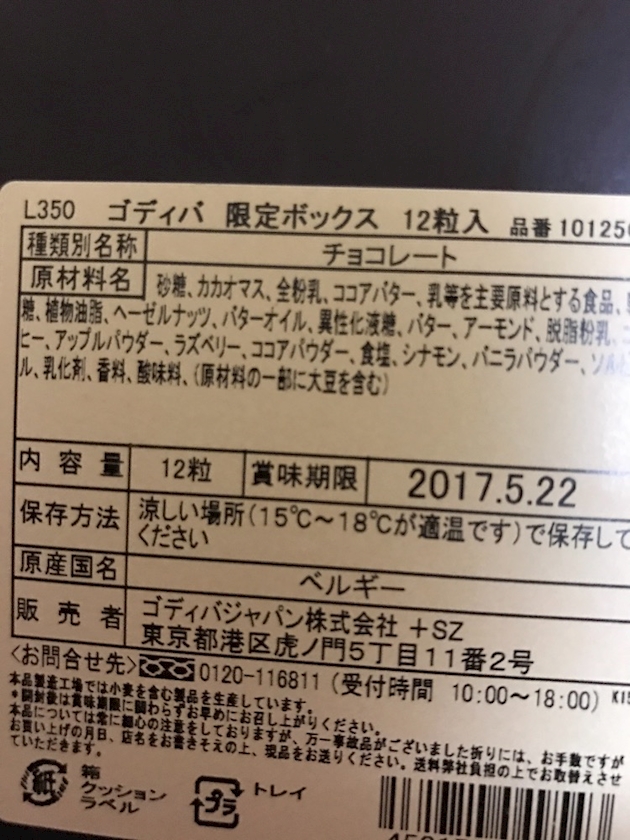 L350 ゴディバ 限定ボックス 12粒入 品番 10125
種類別名称 チョコレート
原材料名 砂糖、カカオマス、全粉乳、ココアバター、乳等を主要原料とする食品、
糖、植物油脂、ヘーゼルナッツ、バターオイル、異性化液糖、バター、アーモンド、脱脂粉乳、
ヒー、アップルパウダー、ラズベリー、ココアパウダー、食塩、シナモン、バニラパウダー、ソル
ル、乳化剤、香料、酸味料、(原材料の一部に大豆を含む)
内容量 12粒 賞味期限 2017.5.22
保存方法 涼しい場所(15℃～18℃が適温です)で保存して
ください
原産国名 ベルギー
販売者 ゴディバジャパン株式会社 +SZ
東京都港区虎ノ門5丁目11番2号
<お問合せ先> 0120-116811 (受付時間 10:00～18:00)
本品製造工場では小麦を含む製品を生産しています。
*開封後は賞味期限に関わらずお早めにお召し上がりください。
本品については常に細心の注意をしておりますが、万一事故品がございました折りには、お手数ですが
お買い上げの月日、店名をお書きそえの上、現品をお送りください。送料弊社負担の上でお取替えさせ
ていただきます。
紙 箱
クッション
ラベル
プラ トレイ